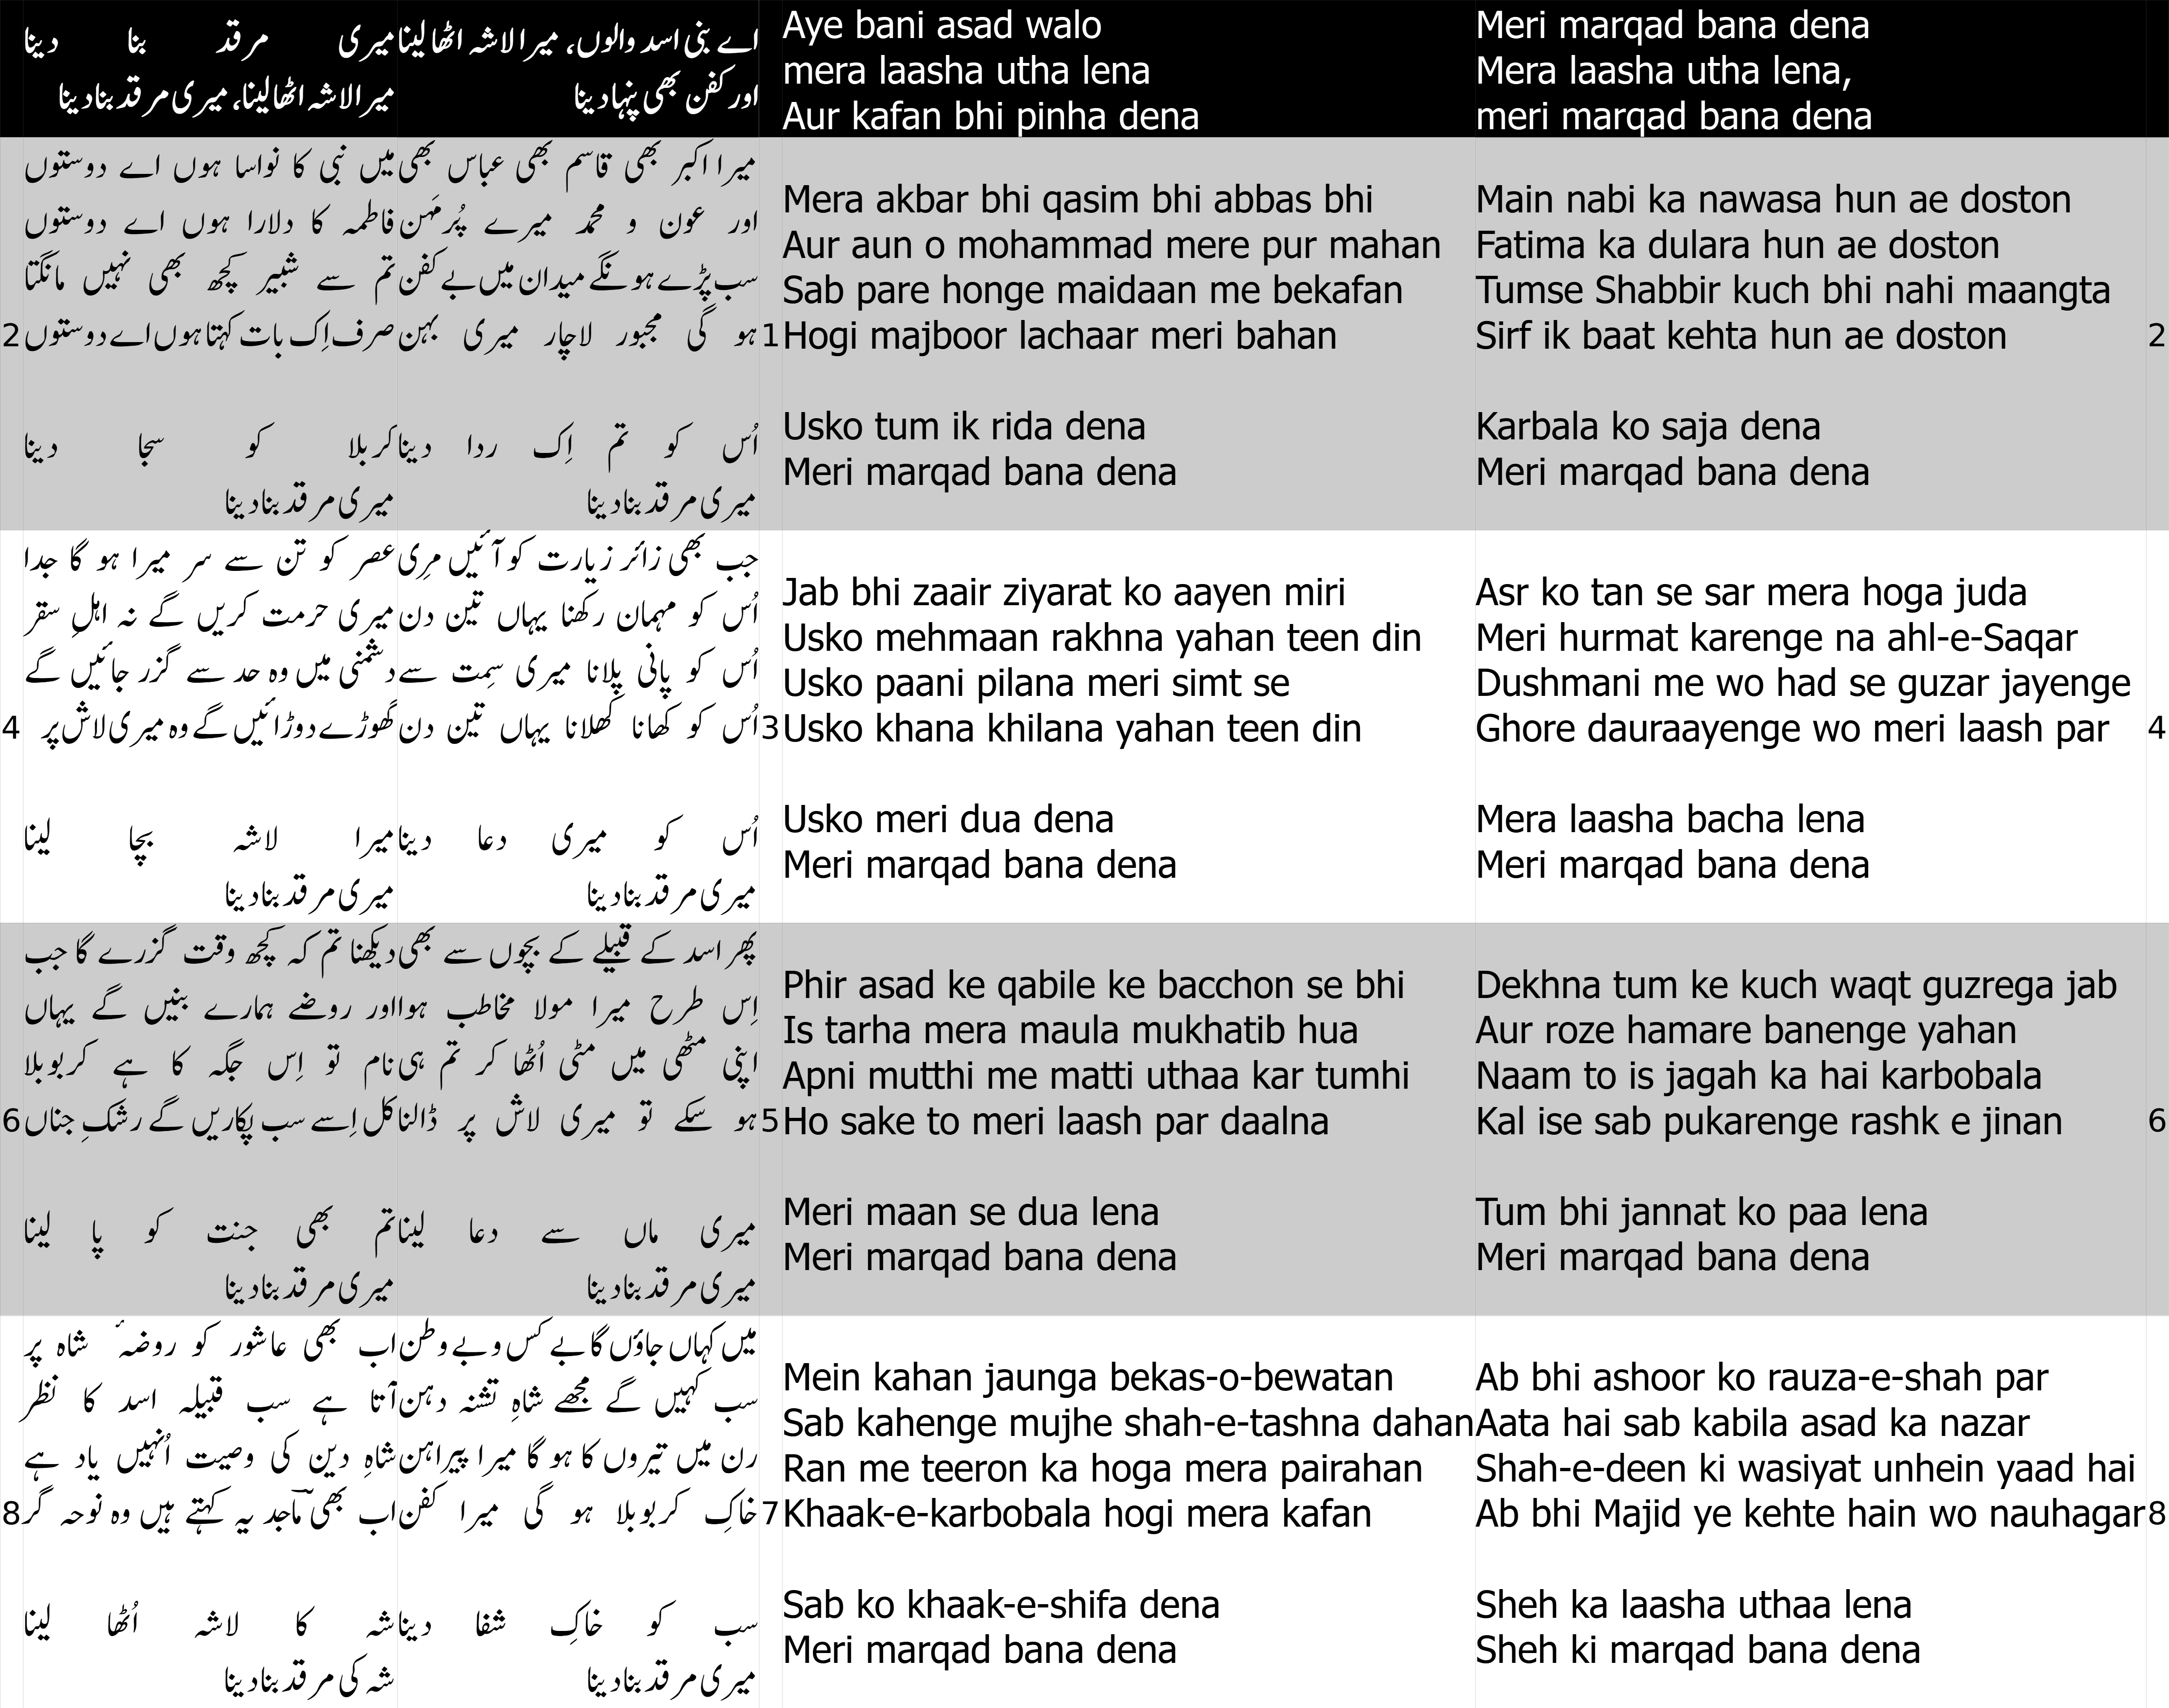 اے بنی اسد والوں، میرا لاشہ اٹھا لینا
اور کفن بھی پنہا دینا
میری مرقد بنا دینا
میرا لاشہ اٹھا لینا، میری مرقد بنا دینا
Aye bani asad walo
mera laasha utha lena
Aur kafan bhi pinha dena
Meri marqad bana dena
Mera laasha utha lena,
meri marqad bana dena
میرا اکبر بھی قاسم بھی عباس بھی
اور عون و محمد میرے پُر مَہن
سب پڑے ہونگے میدان میں بے کفن
ہو گی مجبور لاچار میری بہن
اُس کو تم اِک ردا دینا
میری مرقد بنا دینا
میں نبی کا نواسا ہوں اے دوستوں
فاطمہ کا دلارا ہوں اے دوستوں
تم سے شبیر کچھ بھی نہیں مانگتا
صرف اِک بات کہتا ہوں اے دوستوں
2
کربلا کو سجا دینا
میری مرقد بنا دینا
1
Mera akbar bhi qasim bhi abbas bhi
Aur aun o mohammad mere pur mahan
Sab pare honge maidaan me bekafan
Hogi majboor lachaar meri bahan
Usko tum ik rida dena
Meri marqad bana dena
Main nabi ka nawasa hun ae doston
Fatima ka dulara hun ae doston
Tumse Shabbir kuch bhi nahi maangta
Sirf ik baat kehta hun ae doston
2
Karbala ko saja dena
Meri marqad bana dena
جب بھی زائر زیارت کو آئیں مِری
اُس کو مہمان رکھنا یہاں تین دن
اُس کو پانی پِلانا میری سِمت سے
اُس کو کھانا کھلانا یہاں تین دن
اُس کو میری دعا دینا
میری مرقد بنا دینا
عصر کو تن سے سر میرا ہو گا جدا
میری حرمت کریں گے نہ اہلِ سقر
دشمنی میں وہ حد سے گزر جائیں گے
گھوڑے دوڑائیں گے وہ میری لاش پر
4
میرا لاشہ بچا لینا
میری مرقد بنا دینا
3
Jab bhi zaair ziyarat ko aayen miri
Usko mehmaan rakhna yahan teen din
Usko paani pilana meri simt se
Usko khana khilana yahan teen din
Usko meri dua dena
Meri marqad bana dena
Asr ko tan se sar mera hoga juda
Meri hurmat karenge na ahl-e-Saqar
Dushmani me wo had se guzar jayenge
Ghore dauraayenge wo meri laash par
4
Mera laasha bacha lena
Meri marqad bana dena
پھر اسد کے قبیلے کے بچوں سے بھی
اِس طرح میرا مولا مخاطب ہوا
اپنی مٹھی میں مٹی اُٹھا کر تم ہی
ہو سکے تو میری لاش پر ڈالنا
میری ماں سے دعا لینا
میری مرقد بنا دینا
دیکھنا تم کہ کچھ وقت گزرے گا جب
اور روضے ہمارے بنیں گے یہاں
نام تو اِس جگہ کا ہے کربوبلا
کل اِسے سب پکاریں گے رشکِ جناں
6
تم بھی جنت کو پا لینا
میری مرقد بنا دینا
5
Phir asad ke qabile ke bacchon se bhi
Is tarha mera maula mukhatib hua
Apni mutthi me matti uthaa kar tumhi
Ho sake to meri laash par daalna
Meri maan se dua lena
Meri marqad bana dena
Dekhna tum ke kuch waqt guzrega jab
Aur roze hamare banenge yahan
Naam to is jagah ka hai karbobala
Kal ise sab pukarenge rashk e jinan
6
Tum bhi jannat ko paa lena
Meri marqad bana dena
میں کہاں جاؤں گا بے کس و بے وطن
سب کہیں گے مجھے شاہِ تشنہ دہن
رن میں تیروں کا ہو گا میرا پیراہن
خاکِ کربوبلا ہو گی میرا کفن
سب کو خاکِ شفا دینا
میری مرقد بنا دینا
اب بھی عاشور کو روضہٴ شاہ پر
آتا ہے سب قبیلہ اسد کا نظر
شاہِ دین کی وصیت اُنہیں یاد ہے
اب بھی ماجد یہ کہتے ہیں وہ نوحہ گر
8
شہ کا لاشہ اُٹھا لینا
شہ کی مرقد بنا دینا
7
Mein kahan jaunga bekas-o-bewatan
Sab kahenge mujhe shah-e-tashna dahan
Ran me teeron ka hoga mera pairahan
Khaak-e-karbobala hogi mera kafan
Sab ko khaak-e-shifa dena
Meri marqad bana dena
Ab bhi ashoor ko rauza-e-shah par
Aata hai sab kabila asad ka nazar
Shah-e-deen ki wasiyat unhein yaad hai
Ab bhi Majid ye kehte hain wo nauhagar
8
Sheh ka laasha uthaa lena
Sheh ki marqad bana dena